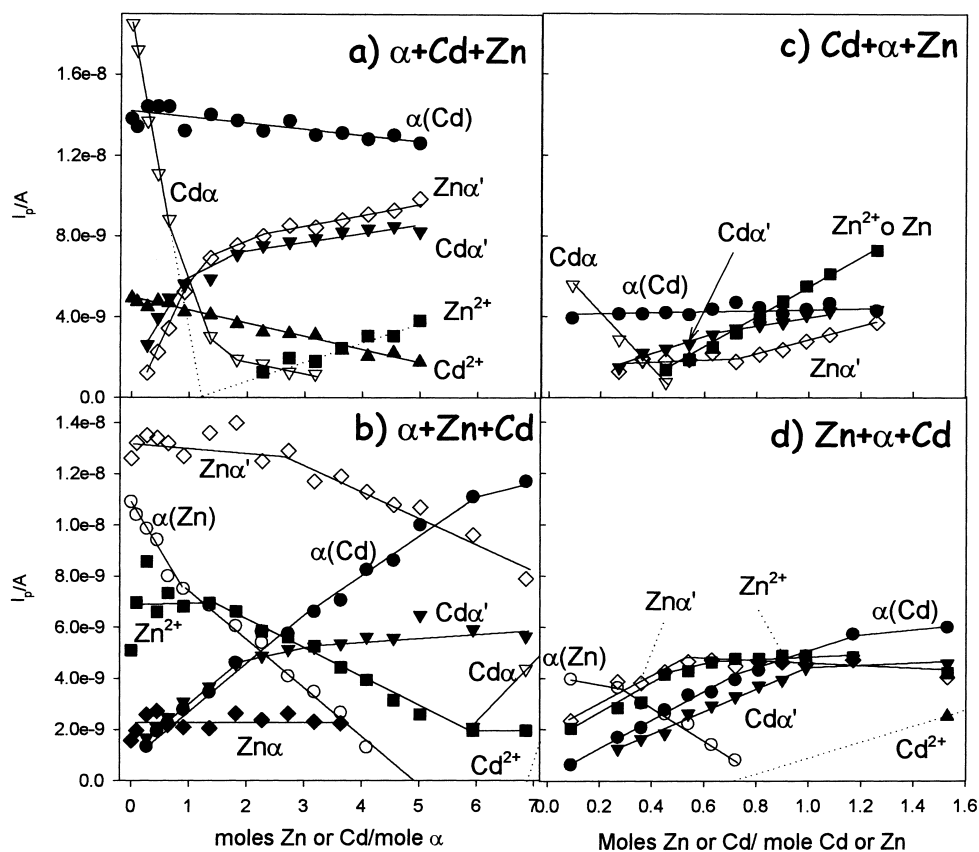 a) α+Cd+Zn
1.6e-8
1.2e-8
8.0e-9
4.0e-9
0.0
Ip/A
α(Cd)
Cdα
Znα'
Cdα'
Zn2+
Cd2+
c) Cd+α+Zn
Cdα
α(Cd)
Cdα'
Zn2+o Zn
Znα'
b) α+Zn+Cd
1.4e-8
1.2e-8
1.0e-8
8.0e-9
6.0e-9
4.0e-9
2.0e-9
0.0
Ip/A
Znα'
α(Zn)
α(Cd)
Zn2+
Cdα'
Cdα
Znα
Cd2+
0 1 2 3 4 5 6 7
moles Zn or Cd/mole α
d) Zn+α+Cd
Znα'
Zn2+
α(Cd)
α(Zn)
Cdα'
Cd2+
0.0 0.2 0.4 0.6 0.8 1.0 1.2 1.4 1.6
Moles Zn or Cd/ mole Cd or Zn